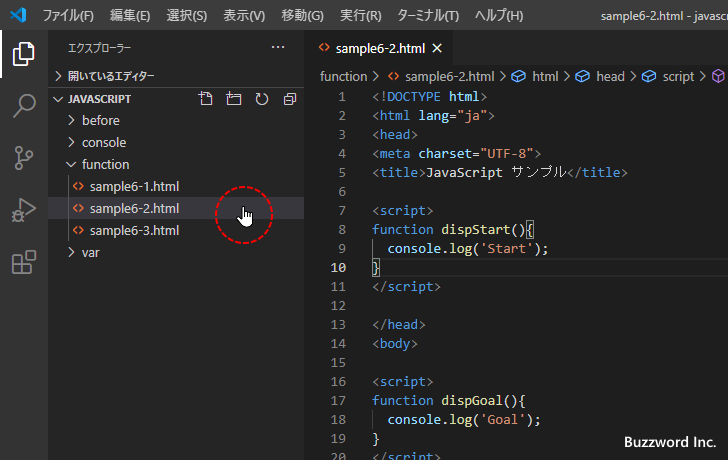 ファイル(F) 編集(E) 選択(S) 表示(V) 移動(G) 実行(R) ターミナル(T) ヘルプ(H) sample6-2.html - javasc
エクスプローラー ···
開いているエディター
JAVASCRIPT
before
console
function
sample6-1.html
sample6-2.html
sample6-3.html
var
sample6-2.html
function > sample6-2.html > html > head > script >
1 <!DOCTYPE html>
2 <html lang="ja">
3 <head>
4 <meta charset="UTF-8">
5 <title>JavaScript サンプル</title>
6
7 <script>
8 function dispStart(){
9 console.log('Start');
10 }
11 </script>
12
13 </head>
14 <body>
15
16 <script>
17 function dispGoal(){
18 console.log('Goal');
19 }
20 </script>
Buzzword Inc.